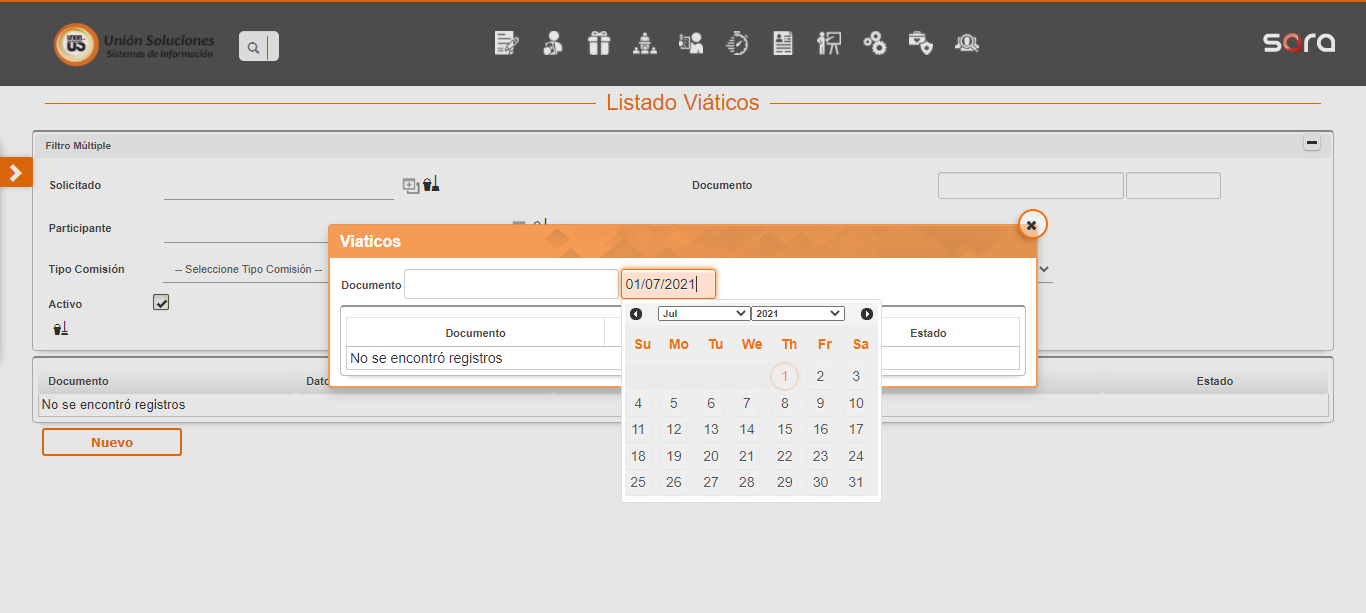 UNION
US
Unión Soluciones
Sistemas de Información
sara
Listado Viáticos
Filtro Múltiple
Solicitado
Documento
Participante
Tipo Comisión
-- Seleccione Tipo Comisión --
Activo
Viaticos
Documento
01/07/2021
Documento
Estado
No se encontró registros
Jul
2021
Su Mo Tu We Th Fr Sa
1 2 3
4 5 6 7 8 9 10
11 12 13 14 15 16 17
18 19 20 21 22 23 24
25 26 27 28 29 30 31
Documento
Estado
No se encontró registros
Nuevo